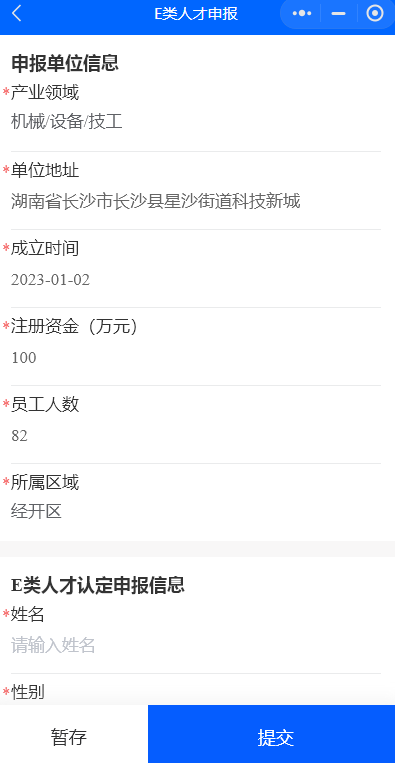 E类人才申报
申报单位信息
*产业领域
机械/设备/技工
*单位地址
湖南省长沙市长沙县星沙街道科技新城
*成立时间
2023-01-02
*注册资金（万元）
100
*员工人数
82
*所属区域
经开区
E类人才认定申报信息
*姓名
请输入姓名
*性别
暂存
提交